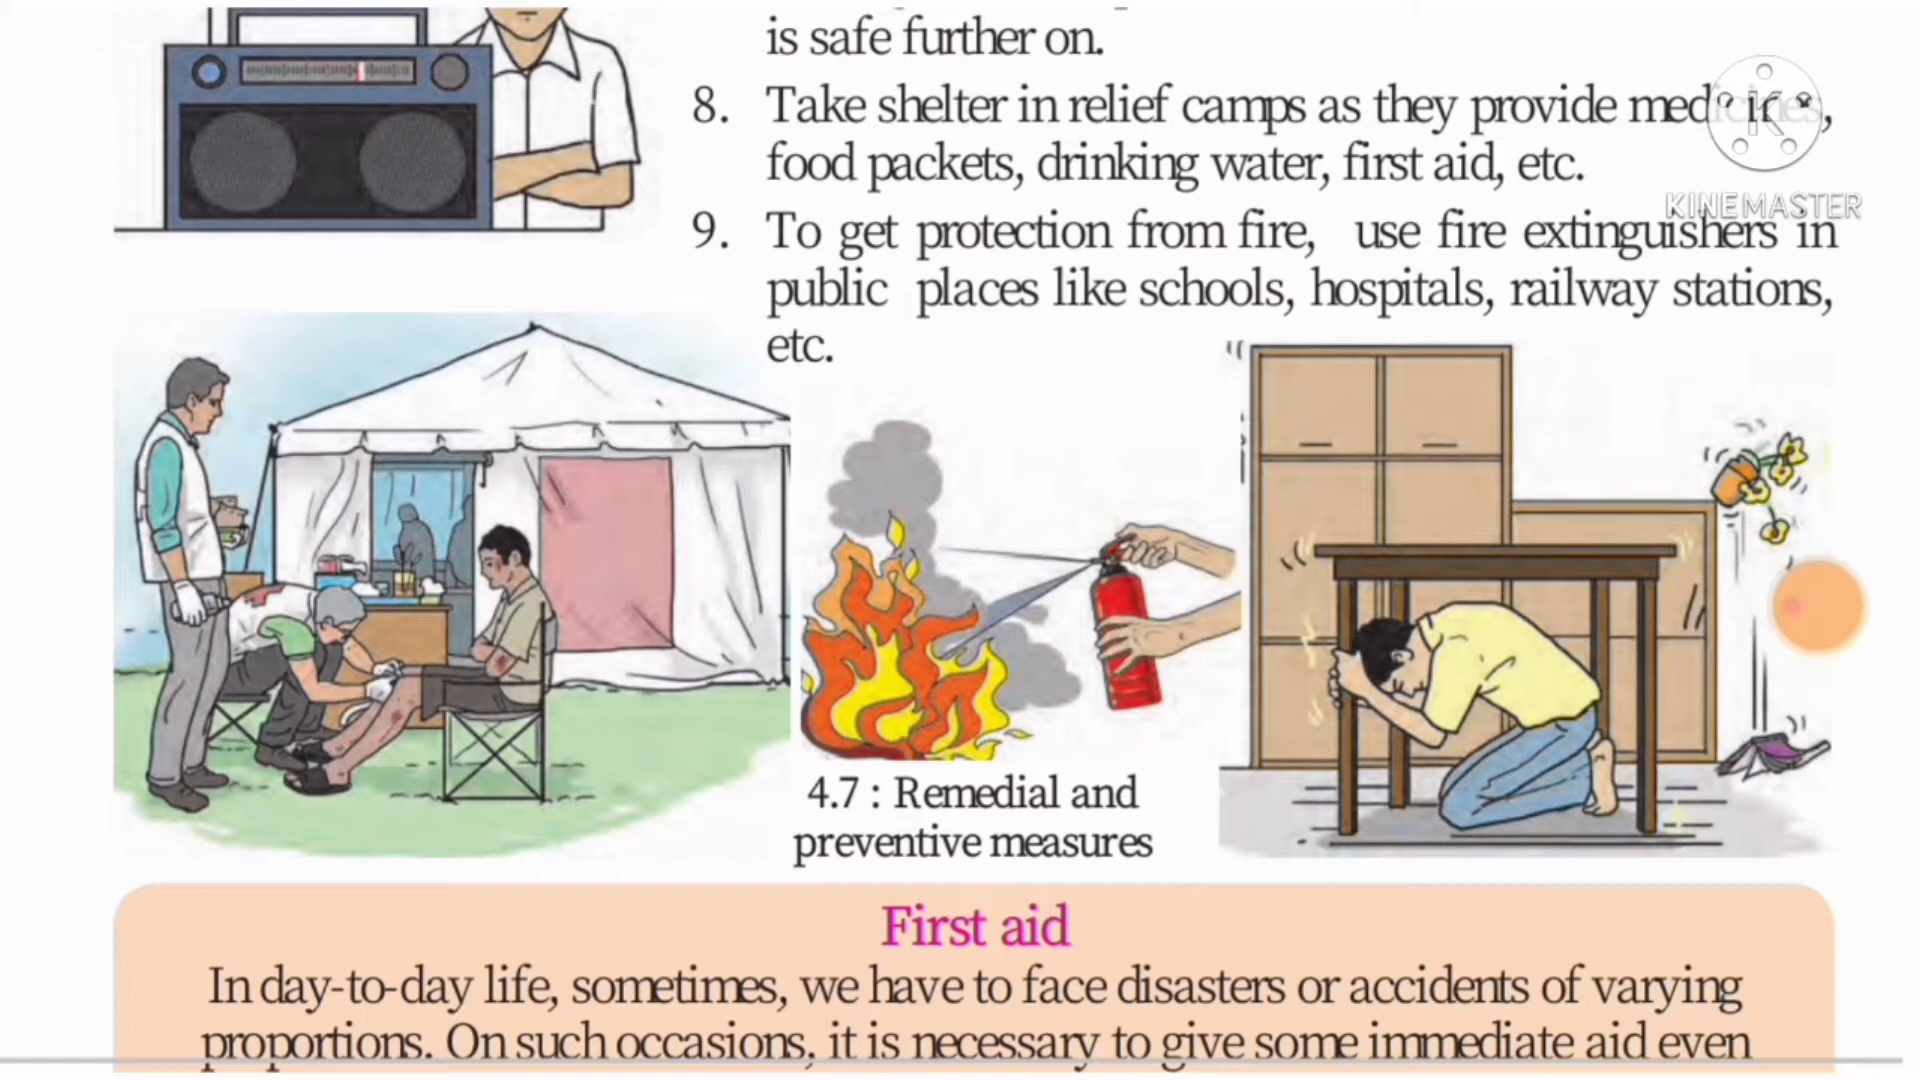 is safe further on.
8. Take shelter in relief camps as they provide medicines,
food packets, drinking water, first aid, etc.
9. To get protection from fire, use fire extinguishers in
public places like schools, hospitals, railway stations,
etc.
K
KINEMASTER
4.7 : Remedial and
preventive measures
First aid
In day-to-day life, sometimes, we have to face disasters or accidents of varying
proportions. On such occasions, it is necessary to give some immediate aid even